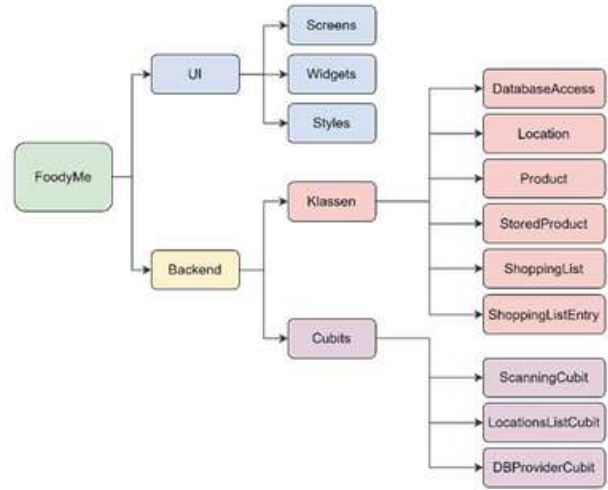 Screens
UI
Widgets
Styles
DatabaseAccess
Location
Product
FoodyMe
Klassen
StoredProduct
Backend
ShoppingList
ShoppingListEntry
Cubits
ScanningCubit
LocationsListCubit
DBProviderCubit